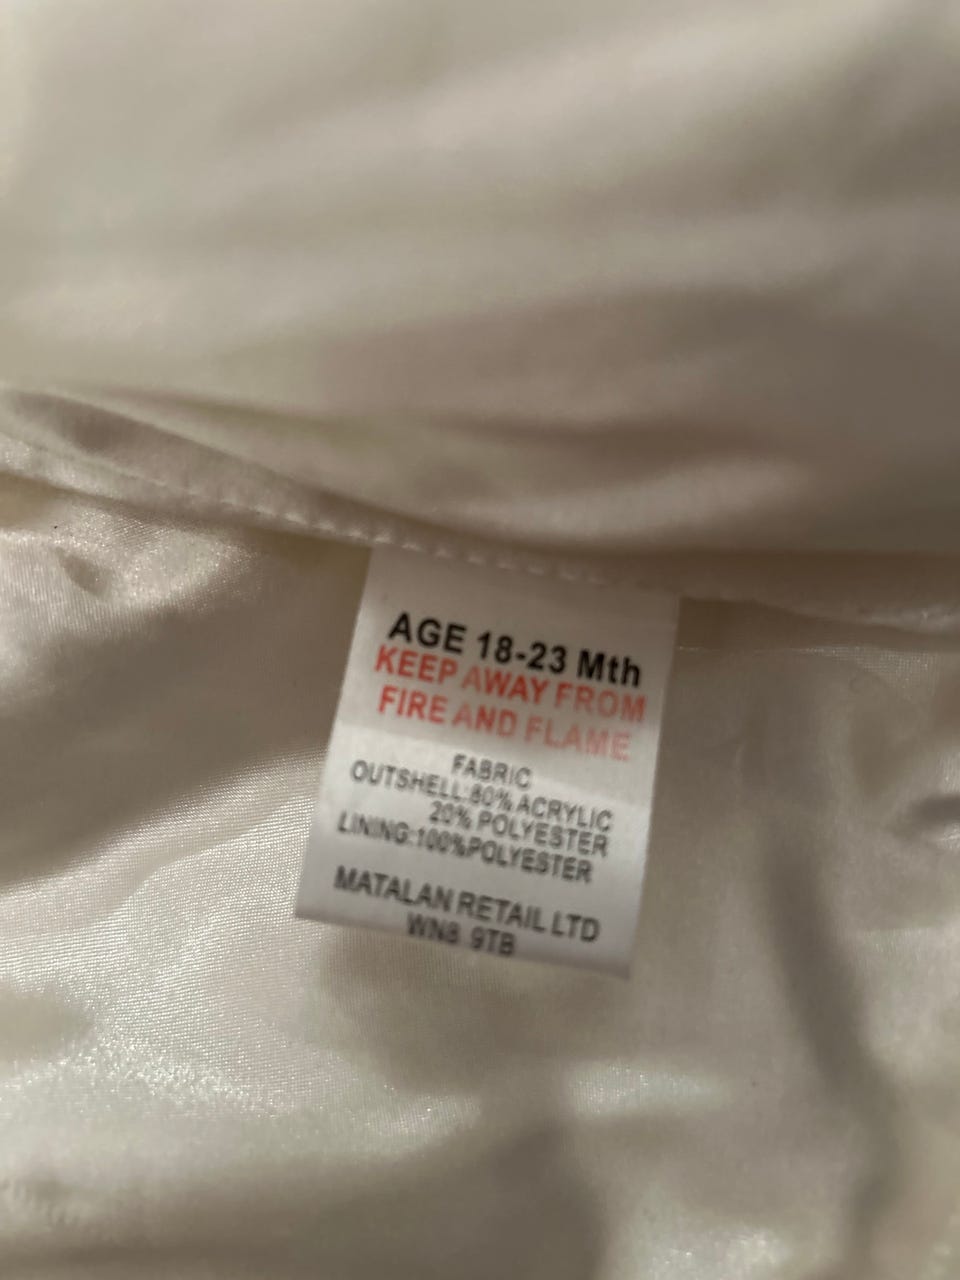 AGE 18-23 Mth
KEEP AWAY FROM
FIRE AND FLAME
FABRIC
OUTSHELL:80% ACRYLIC
20% POLYESTER
LINING:100%POLYESTER
MATALAN RETAIL LTD
WN8 9TB